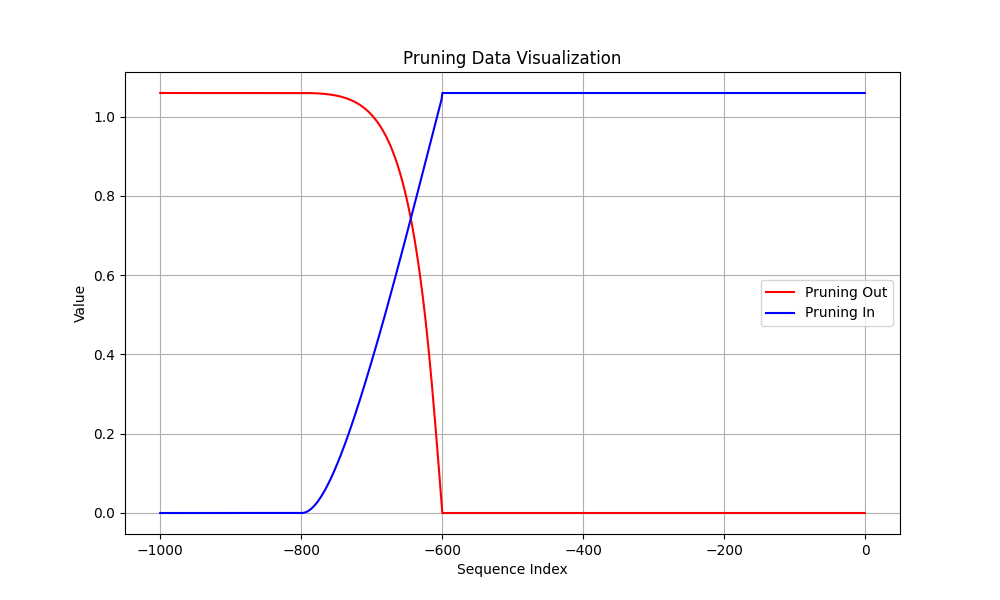 Pruning Data Visualization
Value
1.0
0.8
0.6
0.4
0.2
0.0
Pruning Out
Pruning In
−1000 −800 −600 −400 −200 0
Sequence Index